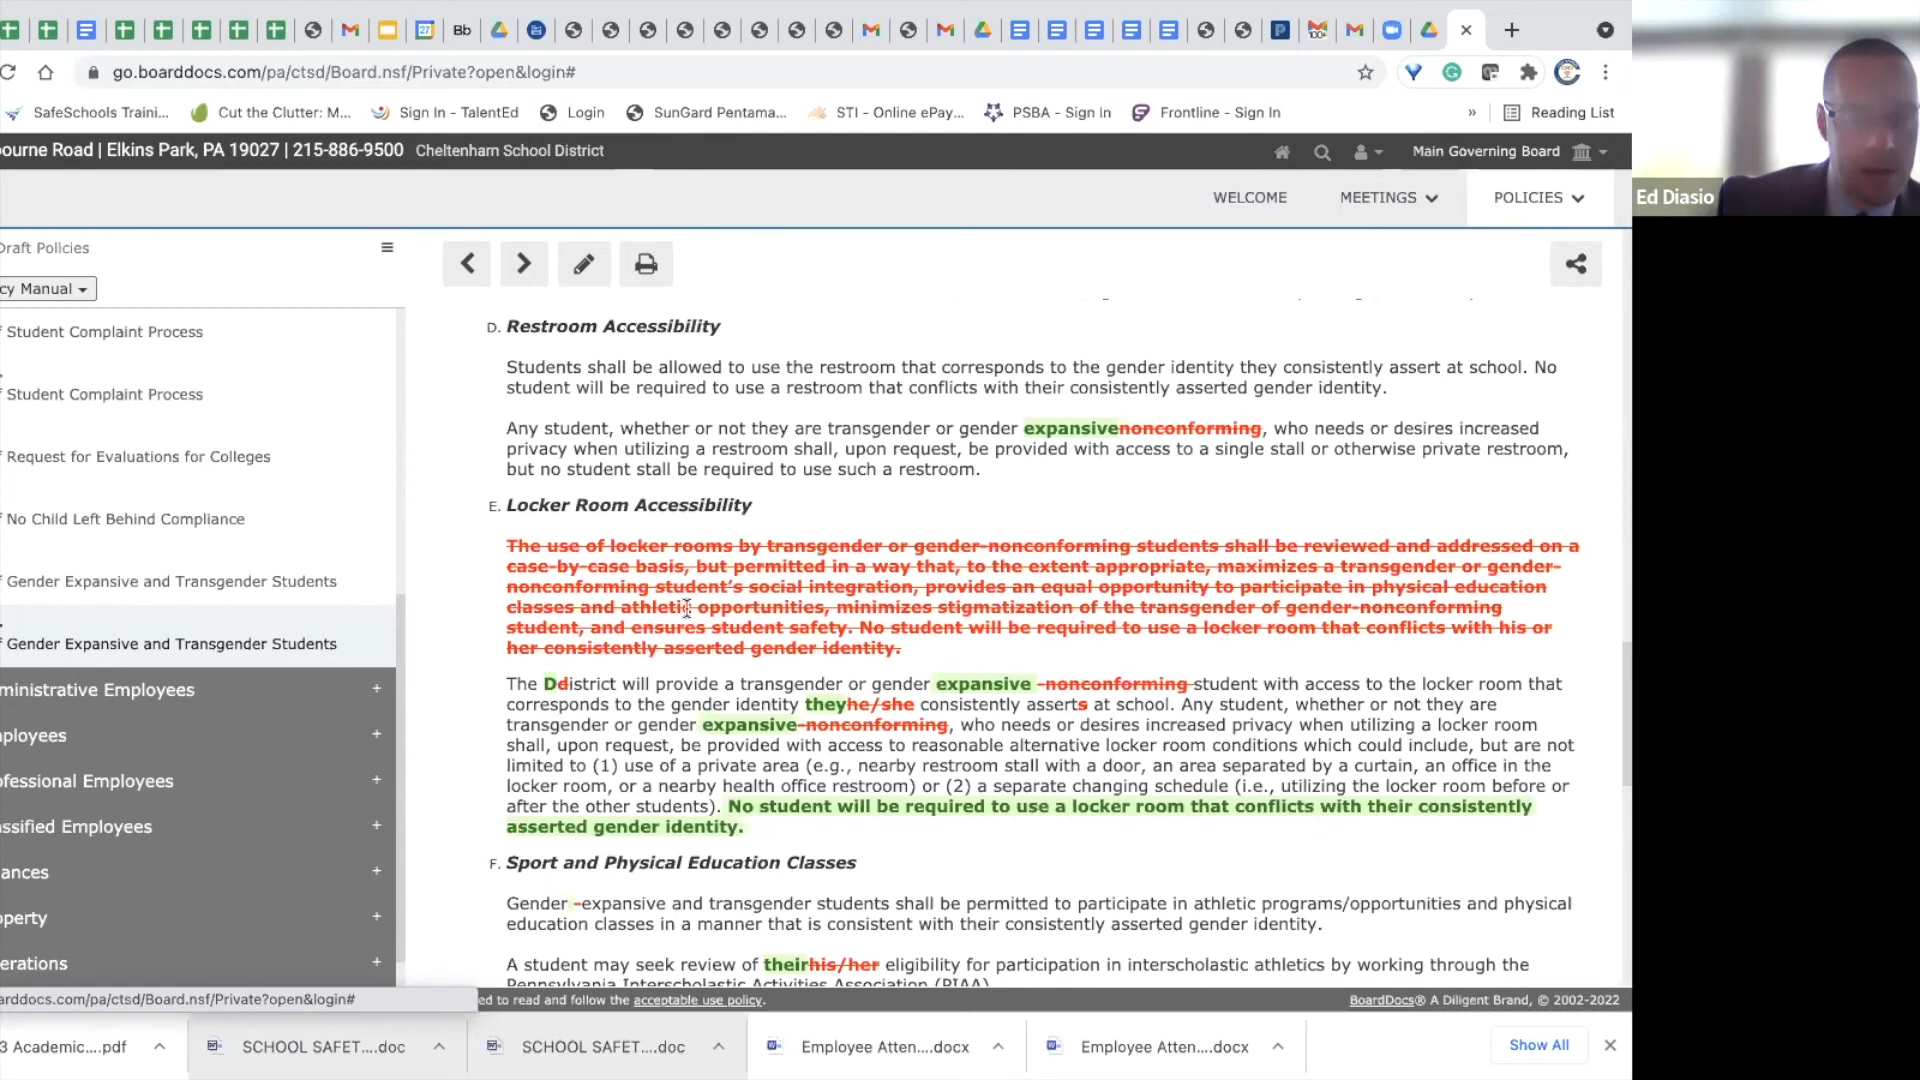 27
Bb
100+
go.boarddocs.com/pa/ctsd/Board.nsf/Private?open&login#
SafeSchools Traini...
Cut the Clutter: M...
Sign In - TalentEd
Login
SunGard Pentama...
STI - Online ePay...
PSBA - Sign In
Frontline - Sign In
»
Reading List
ourne Road | Elkins Park, PA 19027 | 215-886-9500 Cheltenham School District
Main Governing Board
WELCOME
MEETINGS
POLICIES
Ed Diasio
Draft Policies
cy Manual
f Student Complaint Process
f Student Complaint Process
f Request for Evaluations for Colleges
f No Child Left Behind Compliance
f Gender Expansive and Transgender Students
f Gender Expansive and Transgender Students
ministrative Employees +
ployees +
ofessional Employees +
assified Employees +
ances +
operty +
erations +
D. Restroom Accessibility
Students shall be allowed to use the restroom that corresponds to the gender identity they consistently assert at school. No
student will be required to use a restroom that conflicts with their consistently asserted gender identity.
Any student, whether or not they are transgender or gender expansivenonconforming, who needs or desires increased
privacy when utilizing a restroom shall, upon request, be provided with access to a single stall or otherwise private restroom,
but no student stall be required to use such a restroom.
E. Locker Room Accessibility
The use of locker rooms by transgender or gender-nonconforming students shall be reviewed and addressed on a
case-by-case basis, but permitted in a way that, to the extent appropriate, maximizes a transgender or gender-
nonconforming student's social integration, provides an equal opportunity to participate in physical education
classes and athletic opportunities, minimizes stigmatization of the transgender of gender-nonconforming
student, and ensures student safety. No student will be required to use a locker room that conflicts with his or
her consistently asserted gender identity.
The Ddistrict will provide a transgender or gender expansive -nonconforming student with access to the locker room that
corresponds to the gender identity theyhe/she consistently asserts at school. Any student, whether or not they are
transgender or gender expansive-nonconforming, who needs or desires increased privacy when utilizing a locker room
shall, upon request, be provided with access to reasonable alternative locker room conditions which could include, but are not
limited to (1) use of a private area (e.g., nearby restroom stall with a door, an area separated by a curtain, an office in the
locker room, or a nearby health office restroom) or (2) a separate changing schedule (i.e., utilizing the locker room before or
after the other students). No student will be required to use a locker room that conflicts with their consistently
asserted gender identity.
F. Sport and Physical Education Classes
Gender -expansive and transgender students shall be permitted to participate in athletic programs/opportunities and physical
education classes in a manner that is consistent with their consistently asserted gender identity.
A student may seek review of theirhis/her eligibility for participation in interscholastic athletics by working through the
Pennsylvania Interscholastic Activities Association (PIAA)
arddocs.com/pa/ctsd/Board.nsf/Private?open&login#
ed to read and follow the acceptable use policy.
BoardDocs® A Diligent Brand, © 2002-2022
3 Academic....pdf
SCHOOL SAFET....doc
SCHOOL SAFET....doc
Employee Atten....docx
Employee Atten....docx
Show All